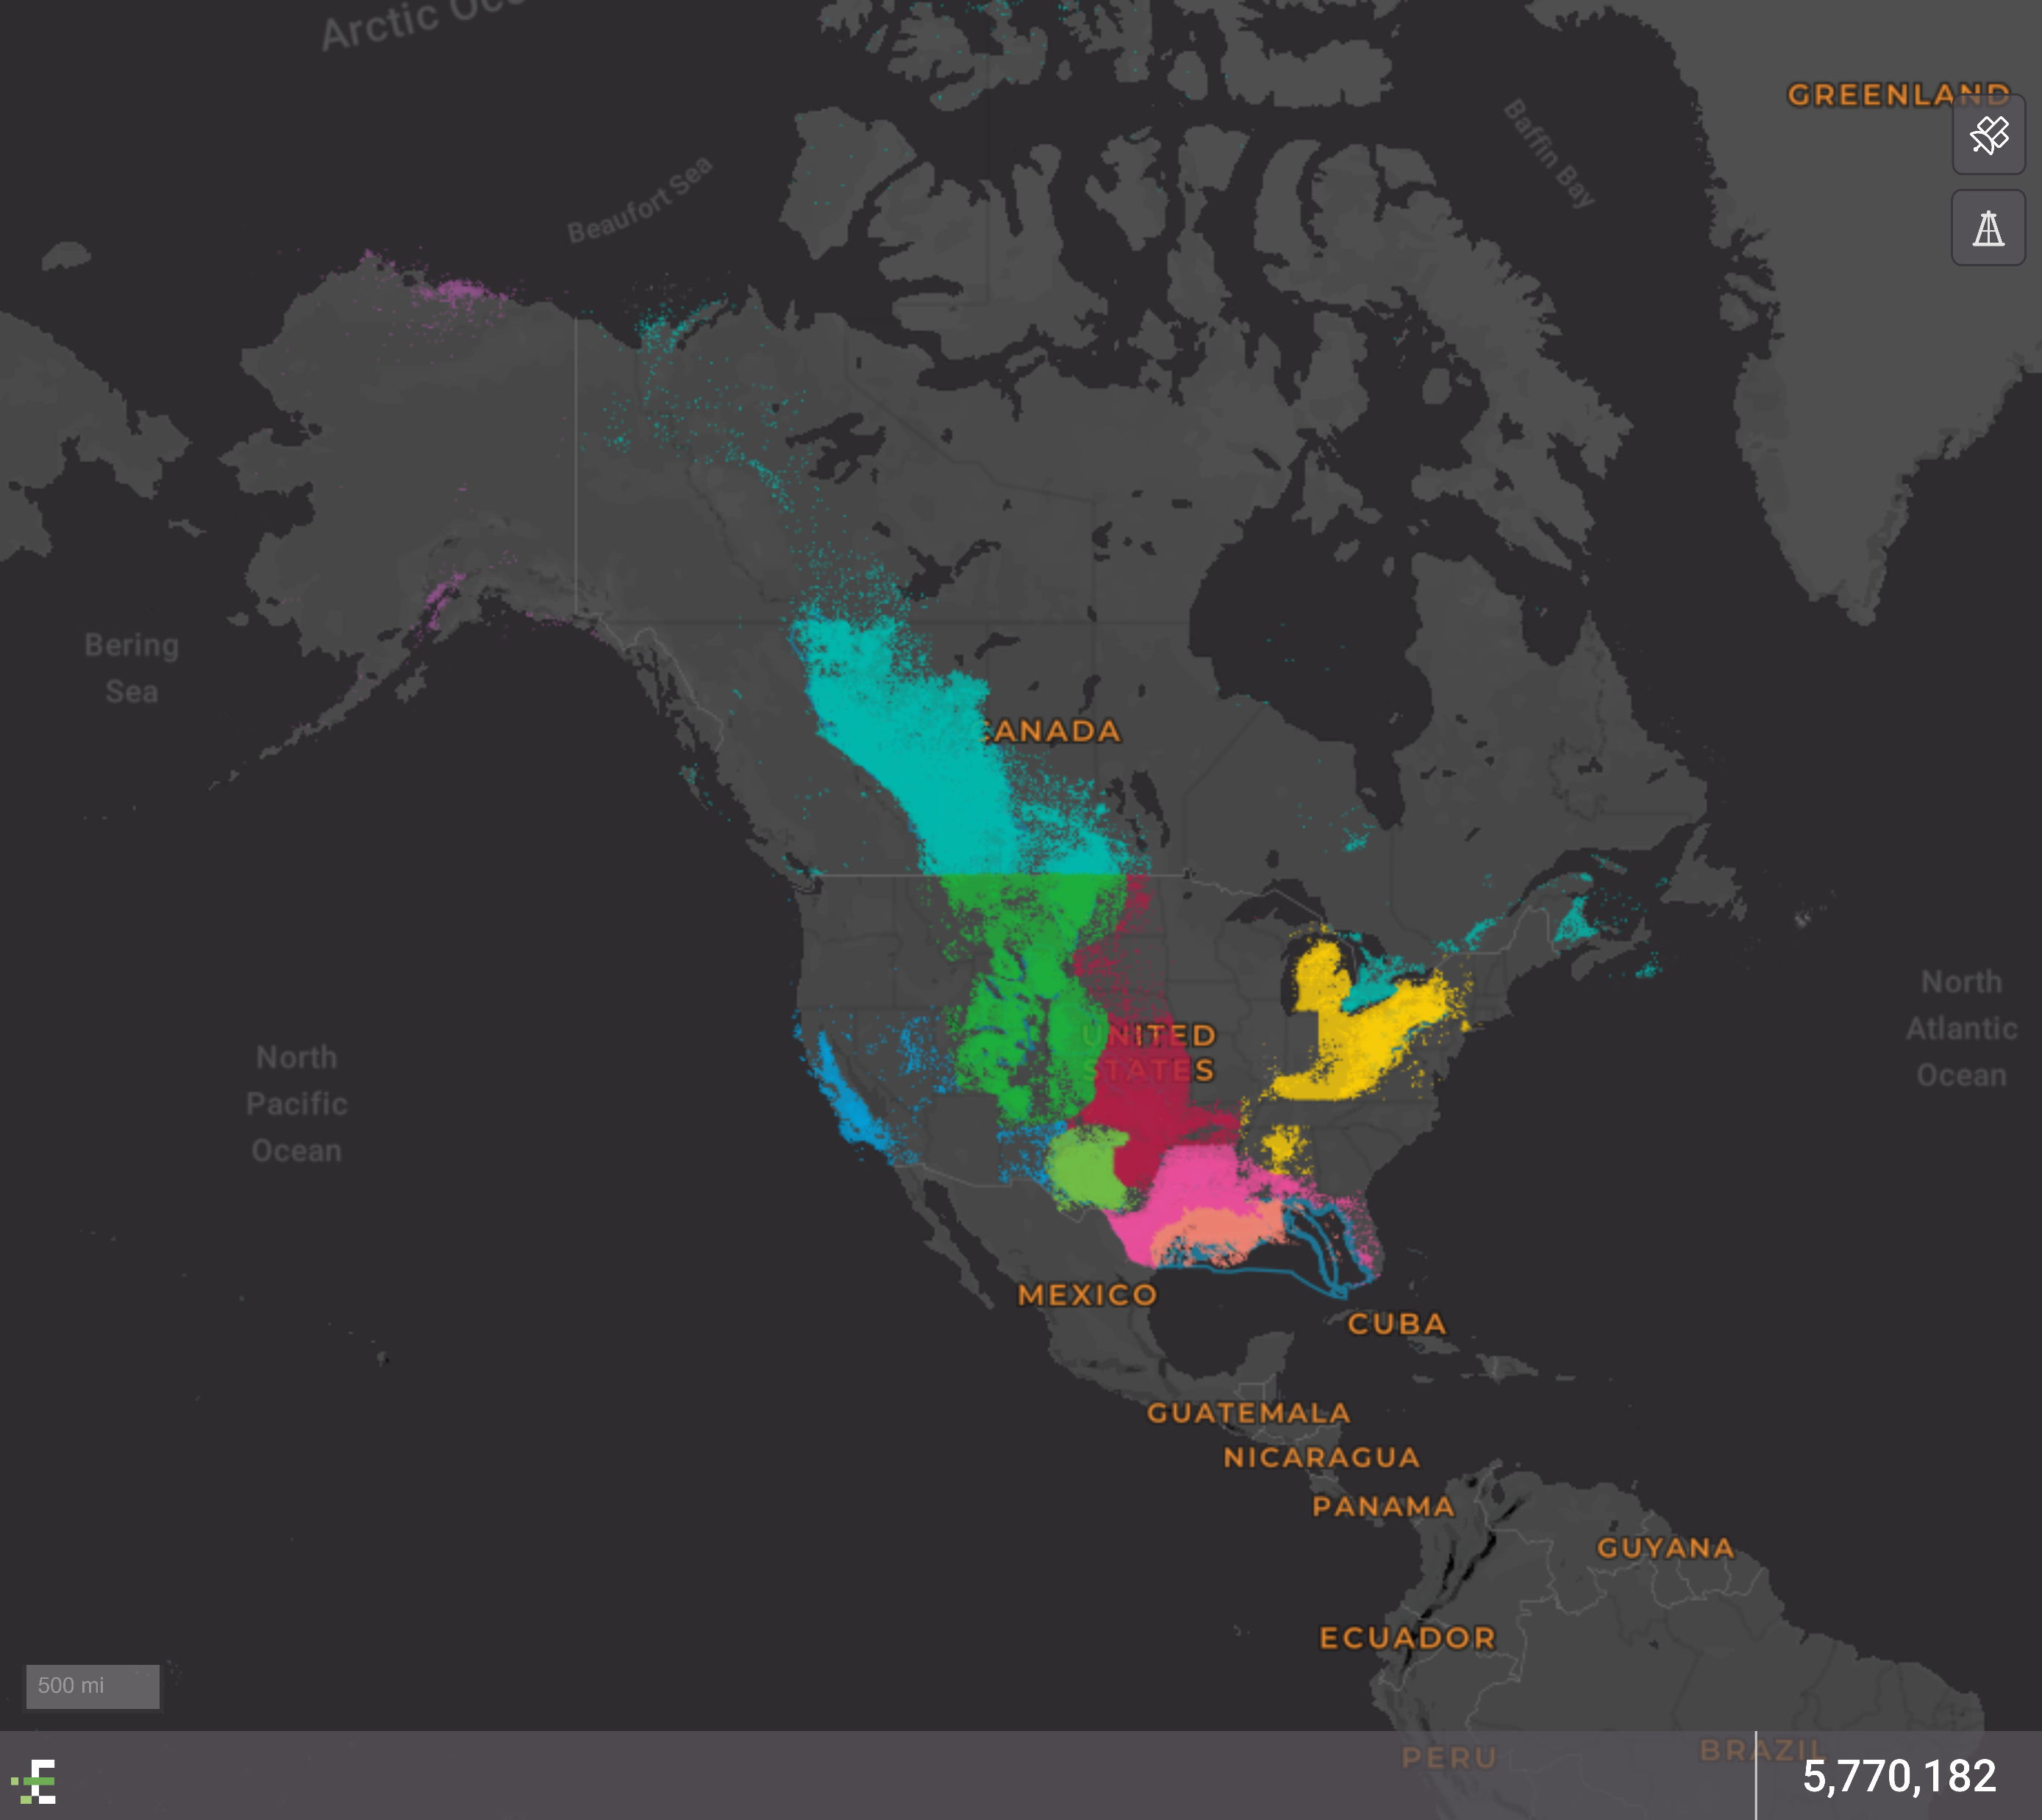 Arctic Oc
GREENLAND
Baffin Bay
Beaufort Sea
Bering
Sea
CANADA
North
Atlantic
Ocean
UNITED
STATES
North
Pacific
Ocean
MEXICO
CUBA
GUATEMALA
NICARAGUA
PANAMA
GUYANA
ECUADOR
500 mi
PERU
BRAZIL
5,770,182